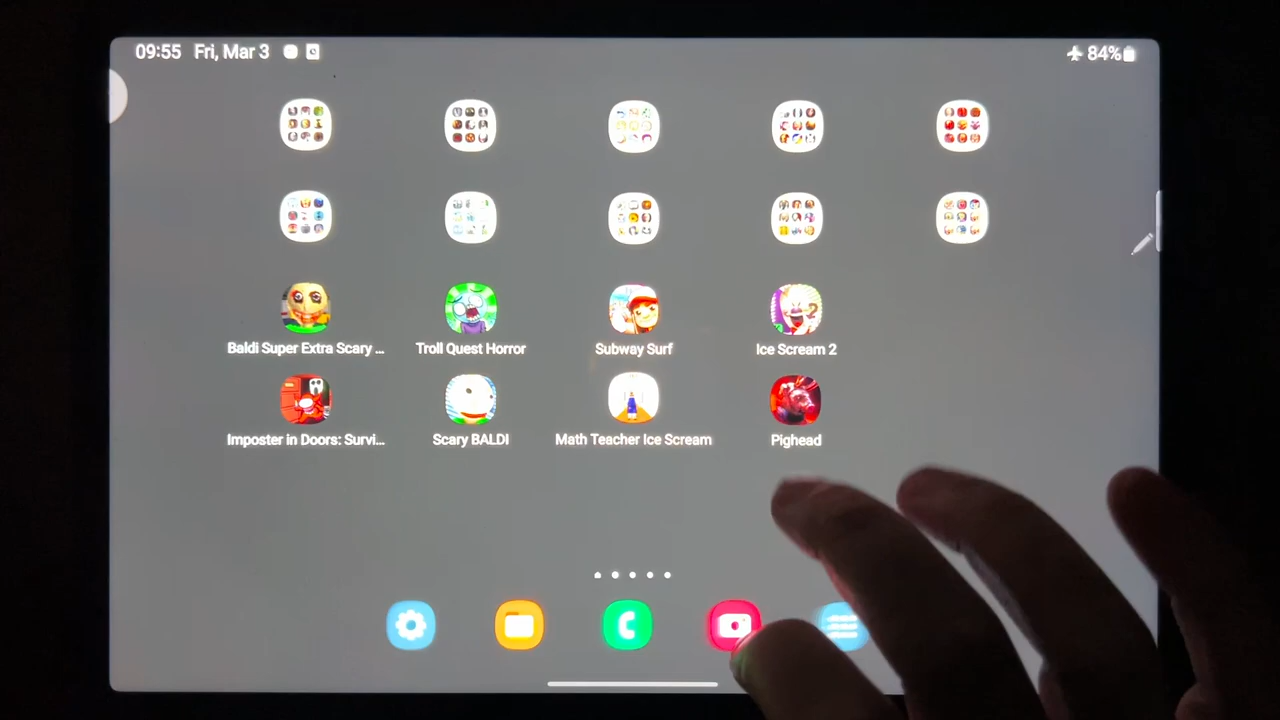 09:55 Fri, Mar 3
84%
Baldi Super Extra Scary ...
Troll Quest Horror
Subway Surf
Ice Scream 2
Imposter in Doors: Survi...
Scary BALDI
Math Teacher Ice Scream
Pighead